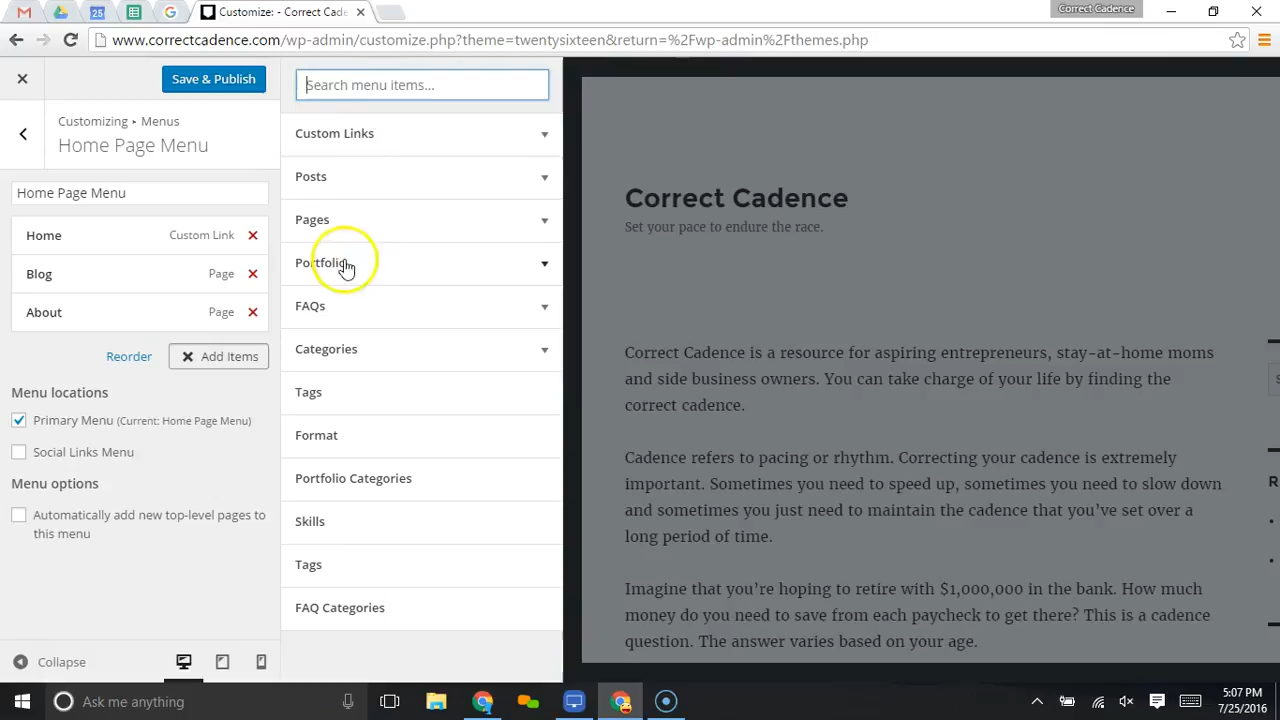 Customize: - Correct Cade
Correct Cadence
www.correctcadence.com/wp-admin/customize.php?theme=twentysixteen&return=%2Fwp-admin%2Fthemes.php
Save & Publish
Customizing ▸ Menus
Home Page Menu
Home Page Menu
Home Custom Link
Blog Page
About Page
Reorder Add Items
Menu locations
Primary Menu (Current: Home Page Menu)
Social Links Menu
Menu options
Automatically add new top-level pages to
this menu
Collapse
Search menu items...
Custom Links
Posts
Pages
Portfolio
FAQs
Categories
Tags
Format
Portfolio Categories
Skills
Tags
FAQ Categories
Correct Cadence
Set your pace to endure the race.
Correct Cadence is a resource for aspiring entrepreneurs, stay-at-home moms
and side business owners. You can take charge of your life by finding the
correct cadence.
Cadence refers to pacing or rhythm. Correcting your cadence is extremely
important. Sometimes you need to speed up, sometimes you need to slow down
and sometimes you just need to maintain the cadence that you've set over a
long period of time.
Imagine that you're hoping to retire with $1,000,000 in the bank. How much
money do you need to save from each paycheck to get there? This is a cadence
question. The answer varies based on your age.
R
Ask me anything
5:07 PM
7/25/2016